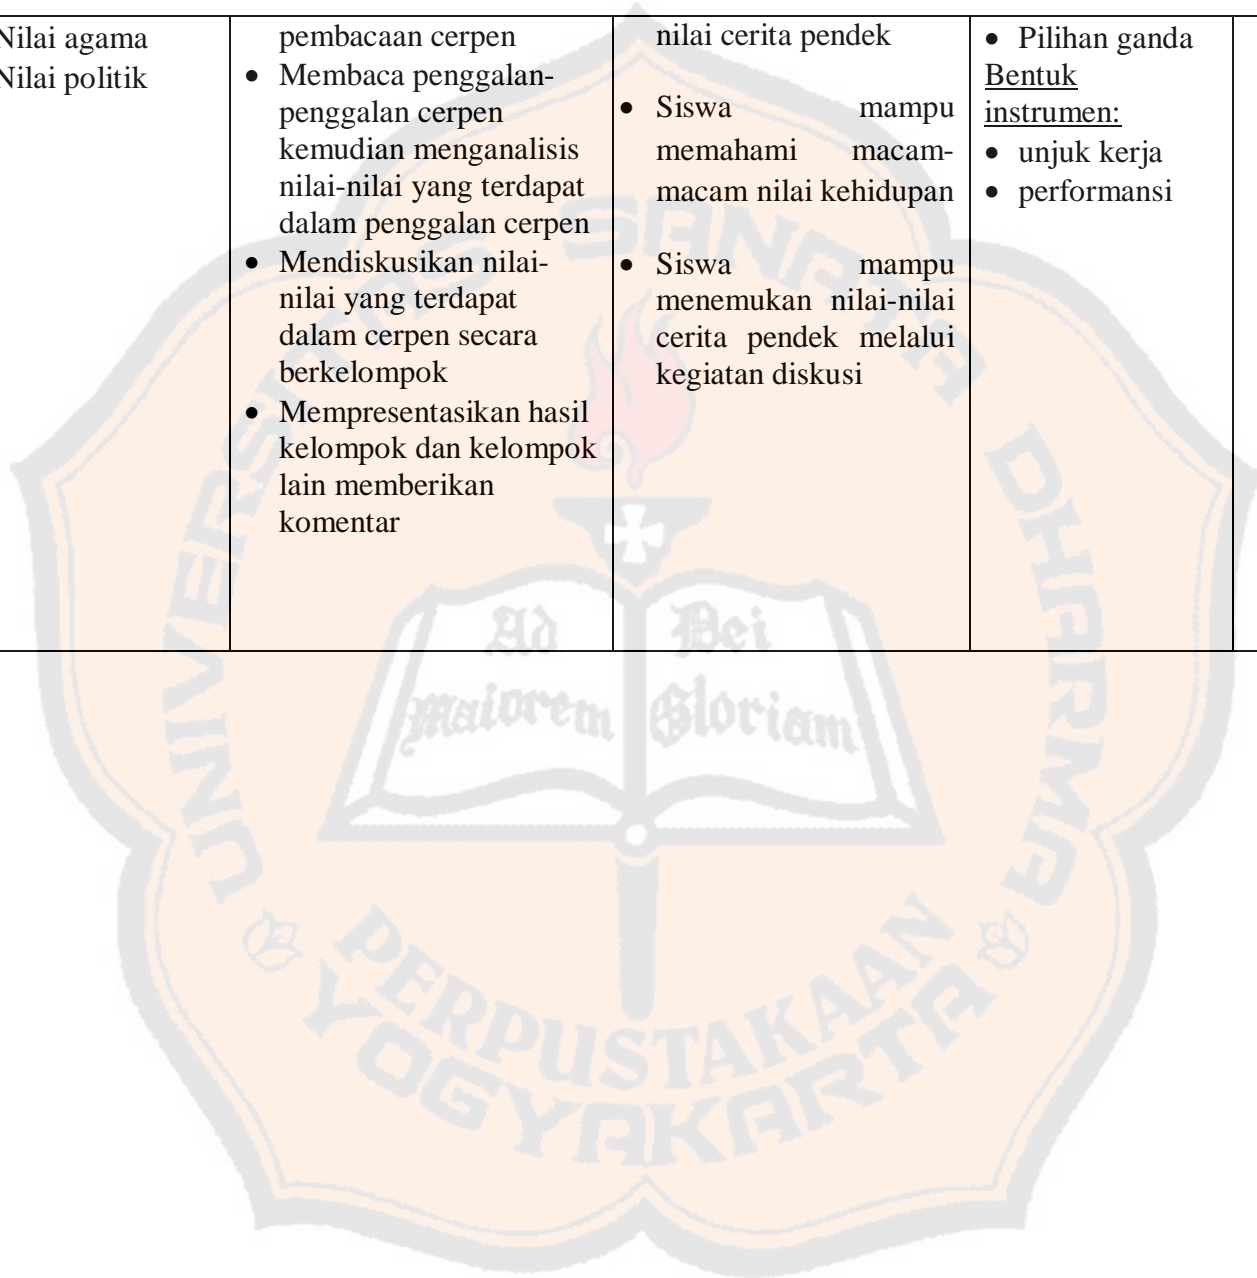 Nilai agama
Nilai politik
pembacaan cerpen
• Membaca penggalan-
penggalan cerpen
kemudian menganalisis
nilai-nilai yang terdapat
dalam penggalan cerpen
• Mendiskusikan nilai-
nilai yang terdapat
dalam cerpen secara
berkelompok
• Mempresentasikan hasil
kelompok dan kelompok
lain memberikan
komentar
nilai cerita pendek
• Siswa mampu
memahami macam-
macam nilai kehidupan
• Siswa mampu
menemukan nilai-nilai
cerita pendek melalui
kegiatan diskusi
• Pilihan ganda
Bentuk
instrumen:
• unjuk kerja
• performansi
UNIVERSITAS SANATA DHARMA
Ad Dei
Maiorem Gloriam
PERPUSTAKAAN
YOGYAKARTA